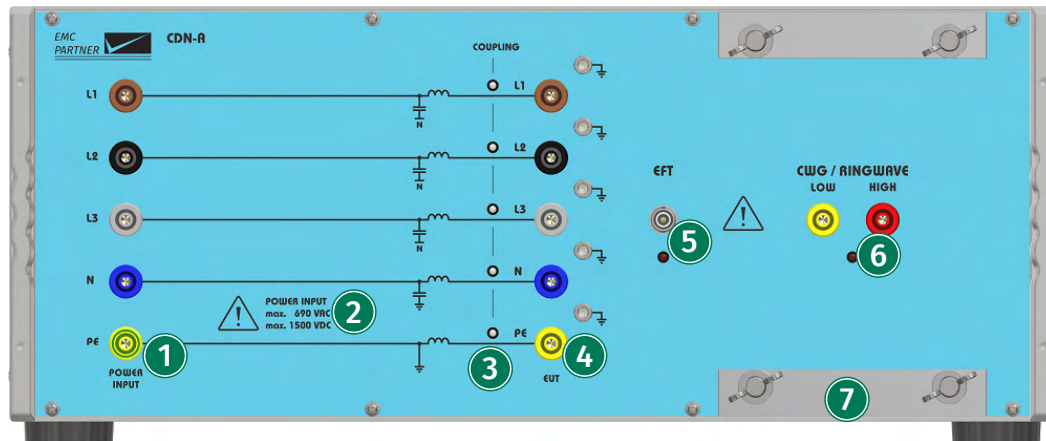 EMC
PARTNER
CDN-A
COUPLING
L1
L1
N
L2
L2
N
EFT
CWG / RINGWAVE
LOW
HIGH
L3
L3
N
5
6
N
N
POWER INPUT
max. 690 VAC
max. 1500 VDC
2
PE
PE
1
3
4
POWER
INPUT
EUT
7